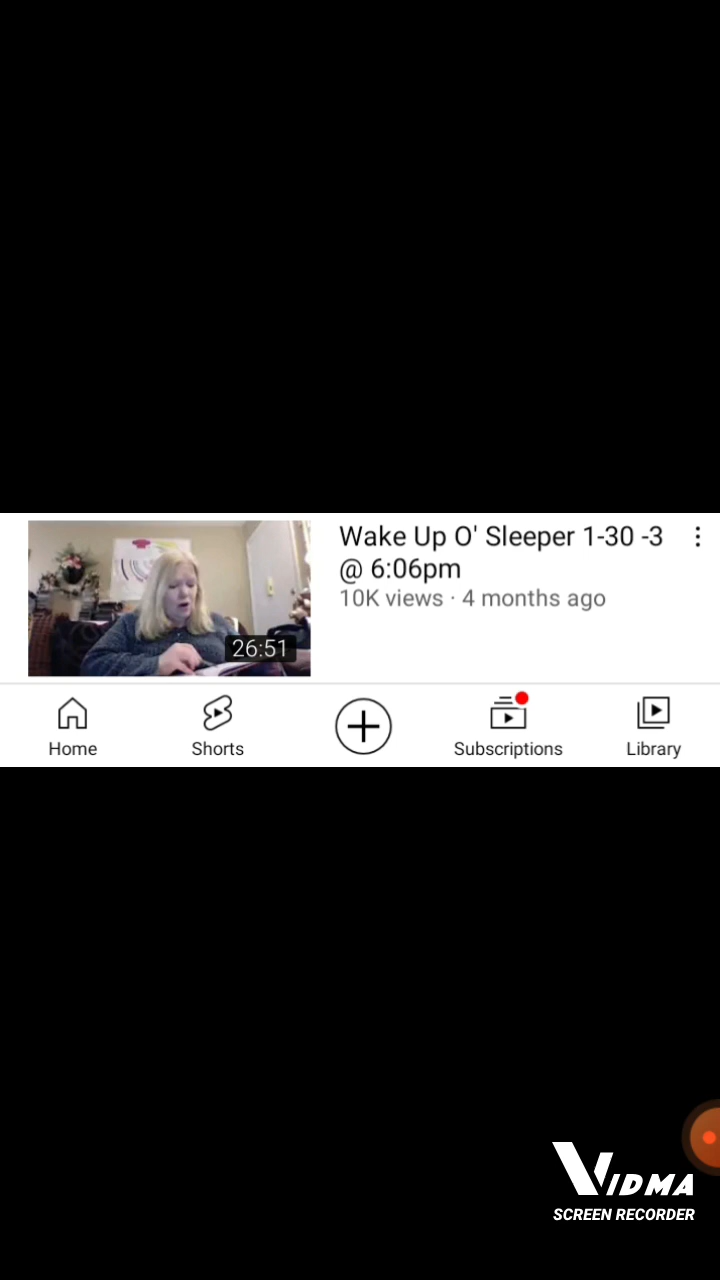 Wake Up O' Sleeper 1-30 -3
@ 6:06pm
10K views · 4 months ago
26:51
Home
Shorts
Subscriptions
Library
VIDMA
SCREEN RECORDER